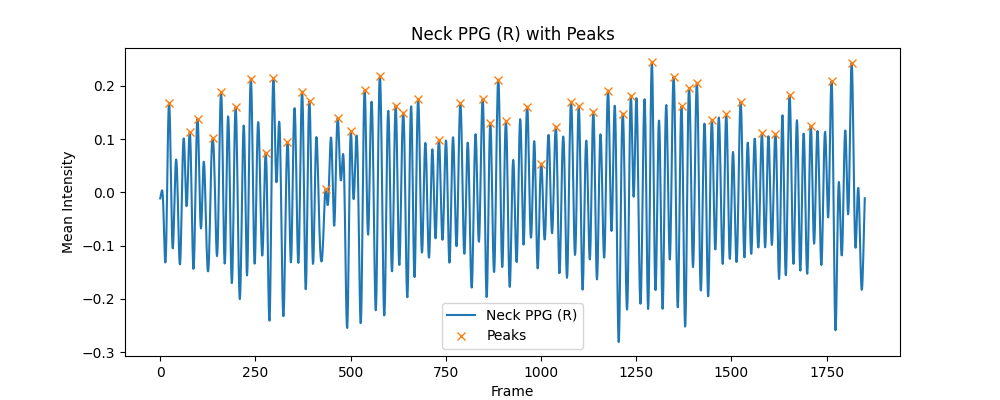 Neck PPG (R) with Peaks
Mean Intensity
0.2
0.1
0.0
−0.1
−0.2
−0.3
Neck PPG (R)
Peaks
0 250 500 750 1000 1250 1500 1750
Frame